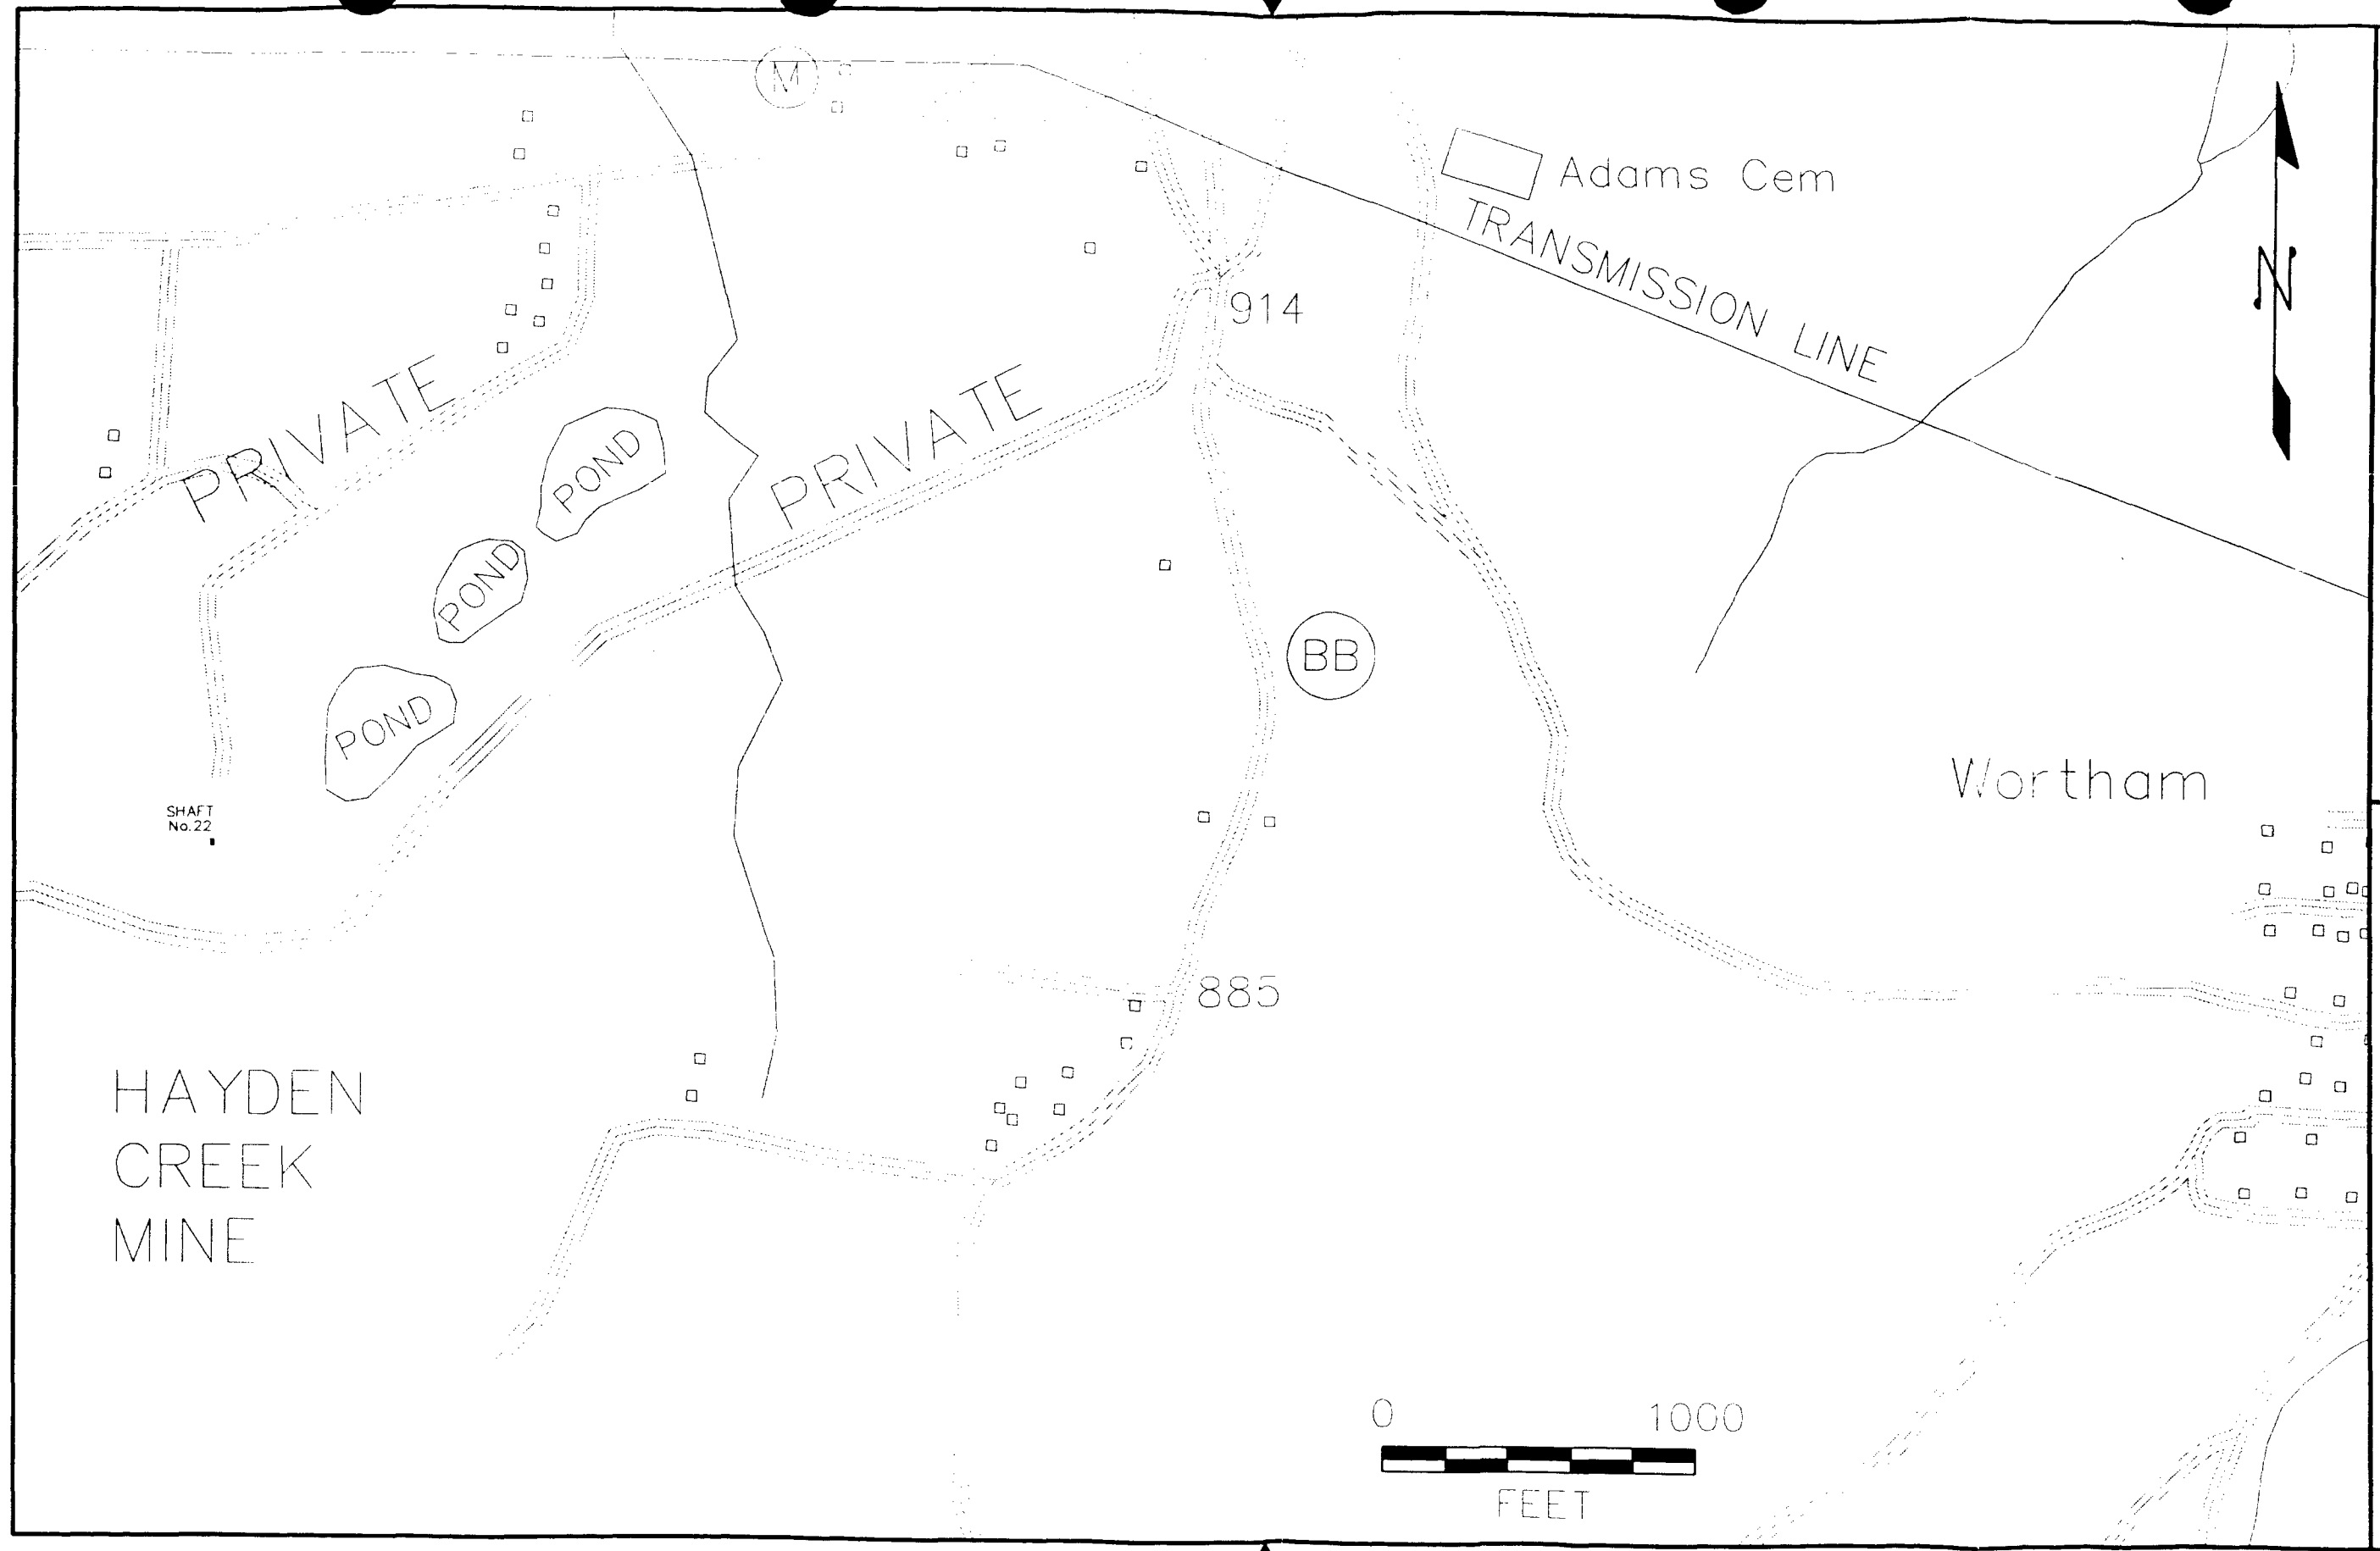 M
Adams Cem
TRANSMISSION LINE
N
914
PRIVATE
PRIVATE
POND
POND
POND
BB
Wortham
SHAFT
No.22
885
HAYDEN
CREEK
MINE
0 1000
FEET